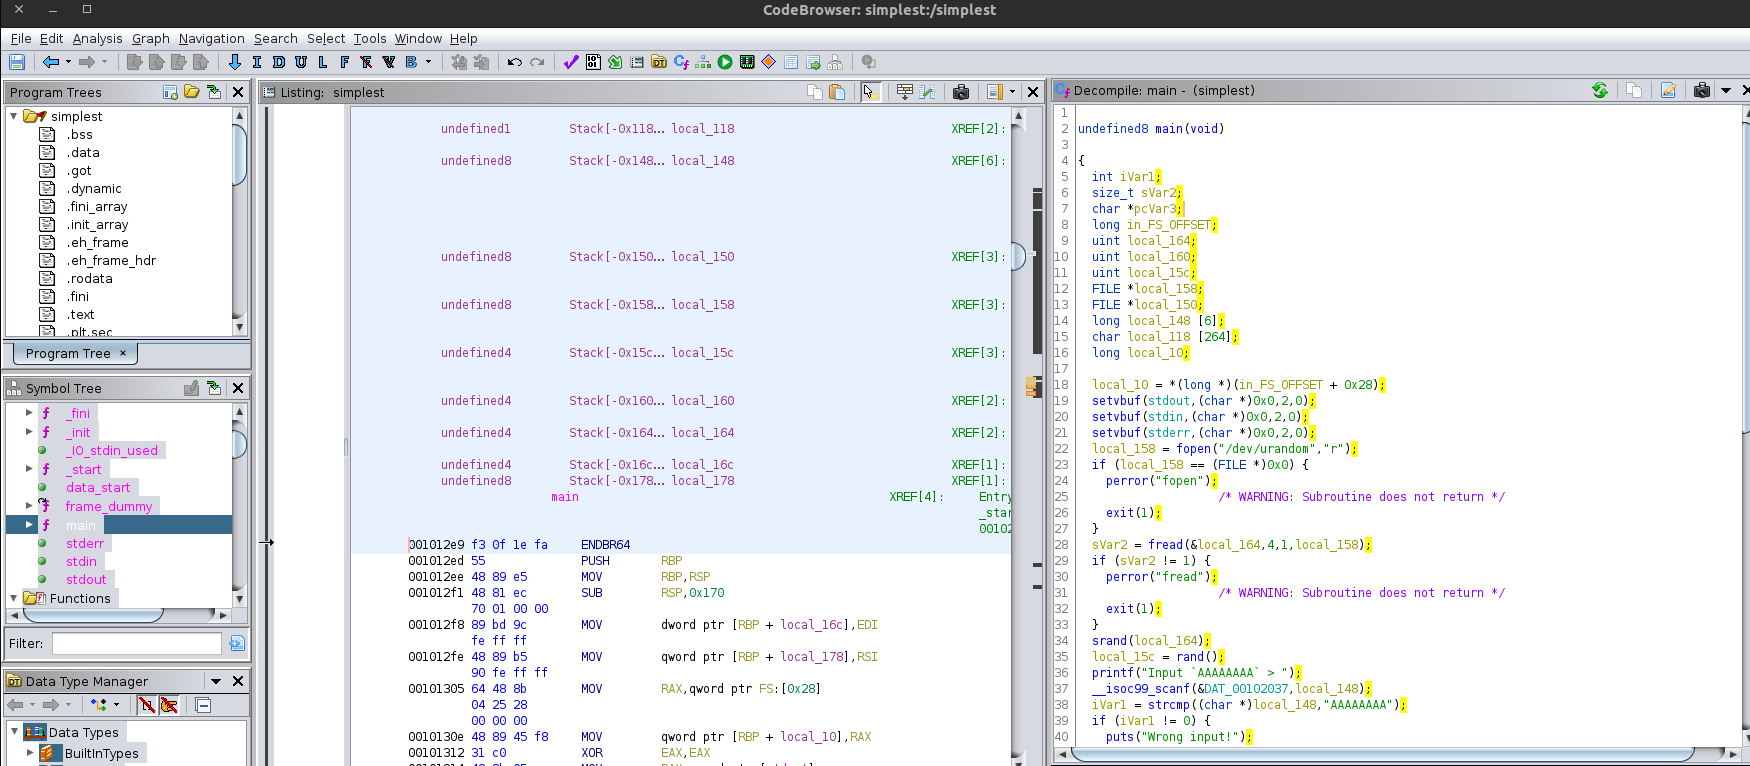 CodeBrowser: simplest:/simplest
File Edit Analysis Graph Navigation Search Select Tools Window Help
I D U L F F V B
Program Trees
simplest
.bss
.data
.got
.dynamic
.fini_array
.init_array
.eh_frame
.eh_frame_hdr
.rodata
.fini
.text
.plt.sec
Program Tree ×
Symbol Tree
_fini
_init
_IO_stdin_used
_start
data_start
frame_dummy
main
stderr
stdin
stdout
Functions
Filter:
Data Type Manager
Data Types
BuiltInTypes
Listing: simplest
undefined1 Stack[-0x118... local_118 XREF[2]:
undefined8 Stack[-0x148... local_148 XREF[6]:
undefined8 Stack[-0x150... local_150 XREF[3]:
undefined8 Stack[-0x158... local_158 XREF[3]:
undefined4 Stack[-0x15c... local_15c XREF[3]:
undefined4 Stack[-0x160... local_160 XREF[2]:
undefined4 Stack[-0x164... local_164 XREF[2]:
undefined4 Stack[-0x16c... local_16c XREF[1]:
undefined8 Stack[-0x178... local_178 XREF[1]:
main XREF[4]: Entry
_star
00102
001012e9 f3 0f 1e fa ENDBR64
001012ed 55 PUSH RBP
001012ee 48 89 e5 MOV RBP,RSP
001012f1 48 81 ec SUB RSP,0x170
70 01 00 00
001012f8 89 bd 9c MOV dword ptr [RBP + local_16c],EDI
fe ff ff
001012fe 48 89 b5 MOV qword ptr [RBP + local_178],RSI
90 fe ff ff
00101305 64 48 8b MOV RAX,qword ptr FS:[0x28]
04 25 28
00 00 00
0010130e 48 89 45 f8 MOV qword ptr [RBP + local_10],RAX
00101312 31 c0 XOR EAX,EAX
Decompile: main - (simplest)
1
2 undefined8 main(void)
3
4 {
5 int iVar1;
6 size_t sVar2;
7 char *pcVar3;
8 long in_FS_OFFSET;
9 uint local_164;
10 uint local_160;
11 uint local_15c;
12 FILE *local_158;
13 FILE *local_150;
14 long local_148 [6];
15 char local_118 [264];
16 long local_10;
17
18 local_10 = *(long *)(in_FS_OFFSET + 0x28);
19 setvbuf(stdout,(char *)0x0,2,0);
20 setvbuf(stdin,(char *)0x0,2,0);
21 setvbuf(stderr,(char *)0x0,2,0);
22 local_158 = fopen("/dev/urandom","r");
23 if (local_158 == (FILE *)0x0) {
24 perror("fopen");
25 /* WARNING: Subroutine does not return */
26 exit(1);
27 }
28 sVar2 = fread(&local_164,4,1,local_158);
29 if (sVar2 != 1) {
30 perror("fread");
31 /* WARNING: Subroutine does not return */
32 exit(1);
33 }
34 srand(local_164);
35 local_15c = rand();
36 printf("Input `AAAAAAAA` > ");
37 __isoc99_scanf(&DAT_00102037,local_148);
38 iVar1 = strcmp((char *)local_148,"AAAAAAAA");
39 if (iVar1 != 0) {
40 puts("Wrong input!");